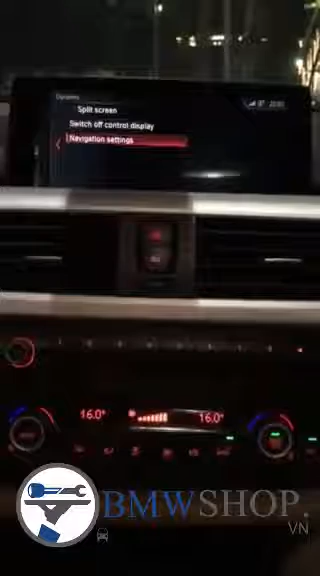 Options
Split screen
Switch off control display
Navigation settings
16.0°
16.0°
BMWSHOP.
VN